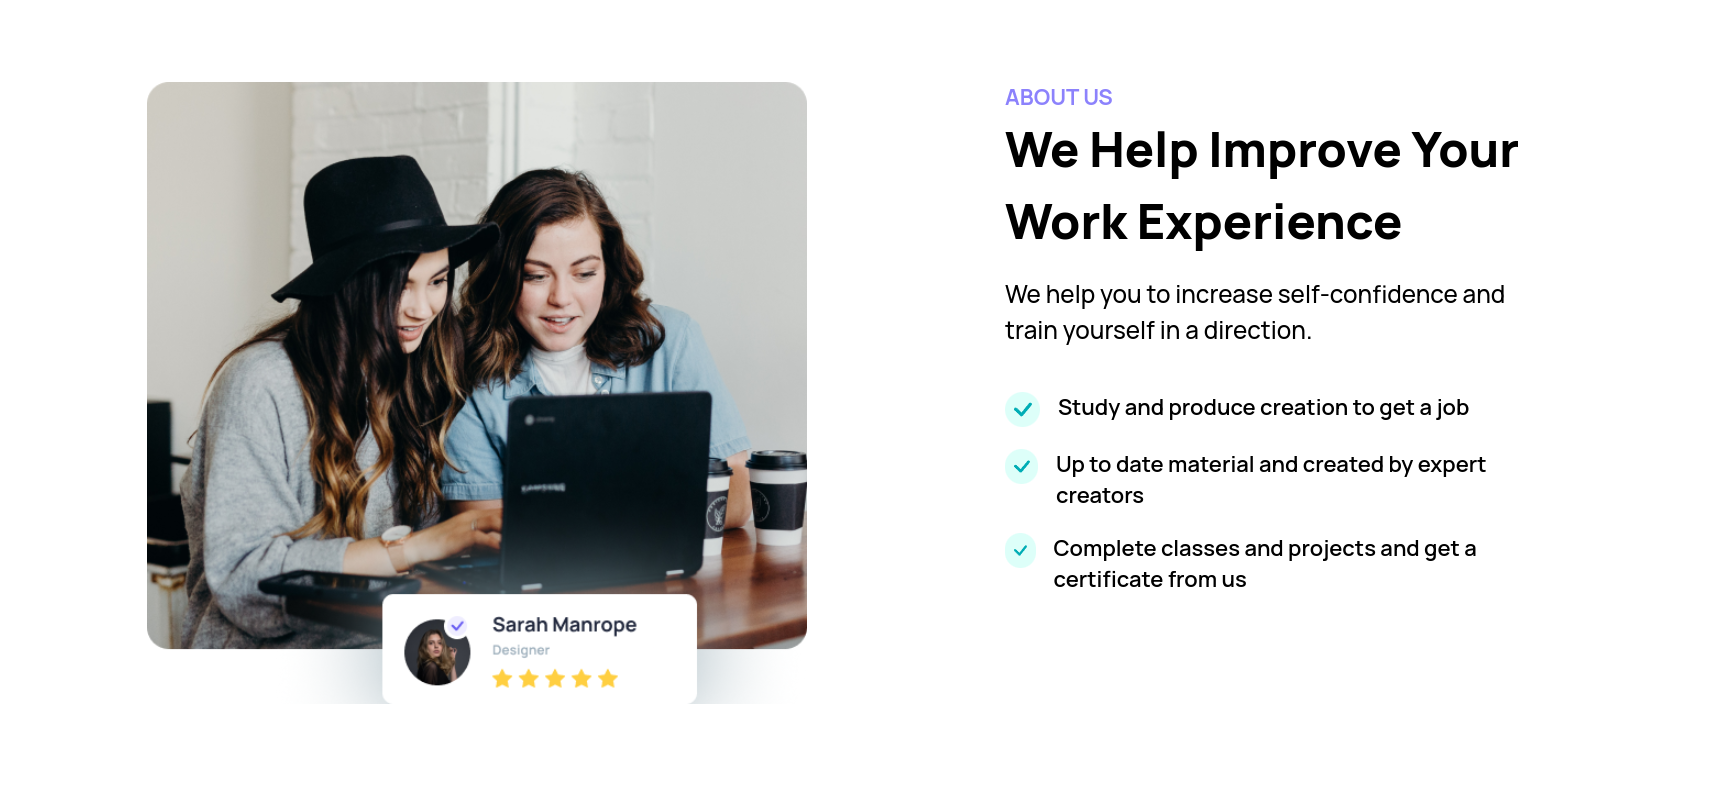 ABOUT US
We Help Improve Your
Work Experience
We help you to increase self-confidence and
train yourself in a direction.
Study and produce creation to get a job
Up to date material and created by expert
creators
Complete classes and projects and get a
certificate from us
SAMSUNG
Sarah Manrope
Designer